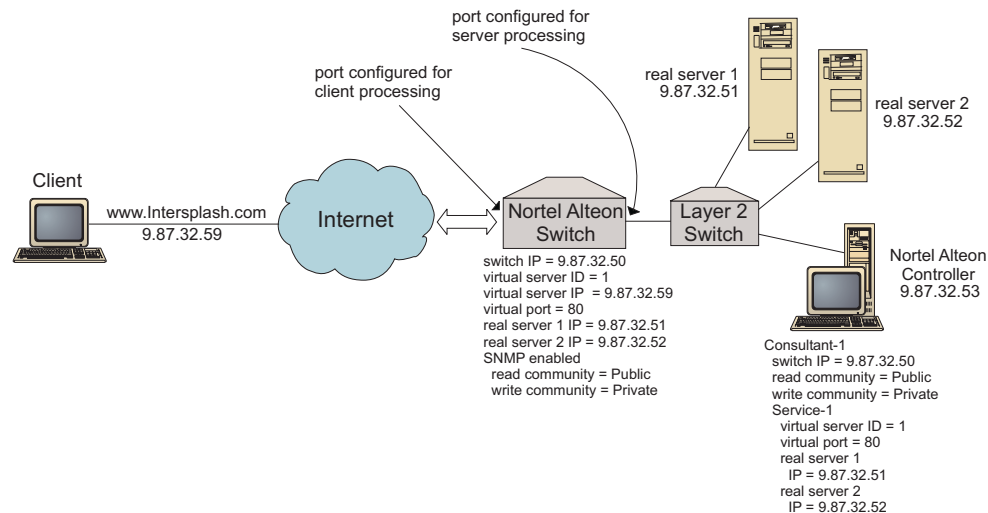 port configured for
server processing
port configured for
client processing
real server 1
9.87.32.51
real server 2
9.87.32.52
Client
www.Intersplash.com
9.87.32.59
Internet
Nortel Alteon
Switch
Layer 2
Switch
Nortel Alteon
Controller
9.87.32.53
switch IP = 9.87.32.50
virtual server ID = 1
virtual server IP = 9.87.32.59
virtual port = 80
real server 1 IP = 9.87.32.51
real server 2 IP = 9.87.32.52
SNMP enabled
read community = Public
write community = Private
Consultant-1
switch IP = 9.87.32.50
read community = Public
write community = Private
Service-1
virtual server ID = 1
virtual port = 80
real server 1
IP = 9.87.32.51
real server 2
IP = 9.87.32.52